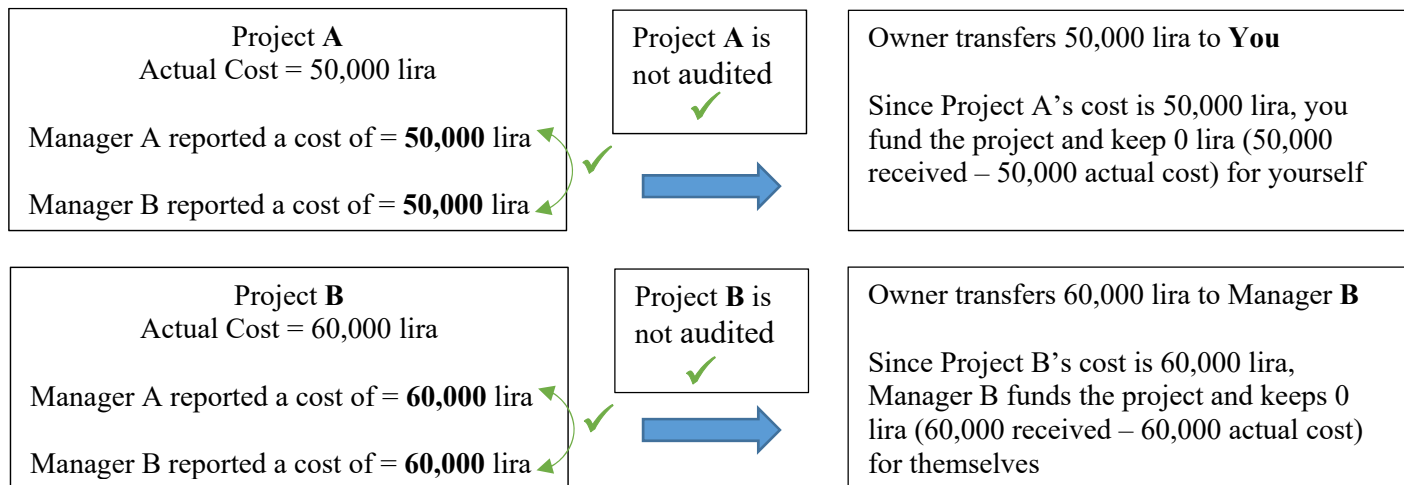 Project A
Actual Cost = 50,000 lira
Manager A reported a cost of = 50,000 lira
Manager B reported a cost of = 50,000 lira
Project A is
not audited
Owner transfers 50,000 lira to You
Since Project A's cost is 50,000 lira, you
fund the project and keep 0 lira (50,000
received – 50,000 actual cost) for yourself
Project B
Actual Cost = 60,000 lira
Manager A reported a cost of = 60,000 lira
Manager B reported a cost of = 60,000 lira
Project B is
not audited
Owner transfers 60,000 lira to Manager B
Since Project B's cost is 60,000 lira,
Manager B funds the project and keeps 0
lira (60,000 received – 60,000 actual cost)
for themselves